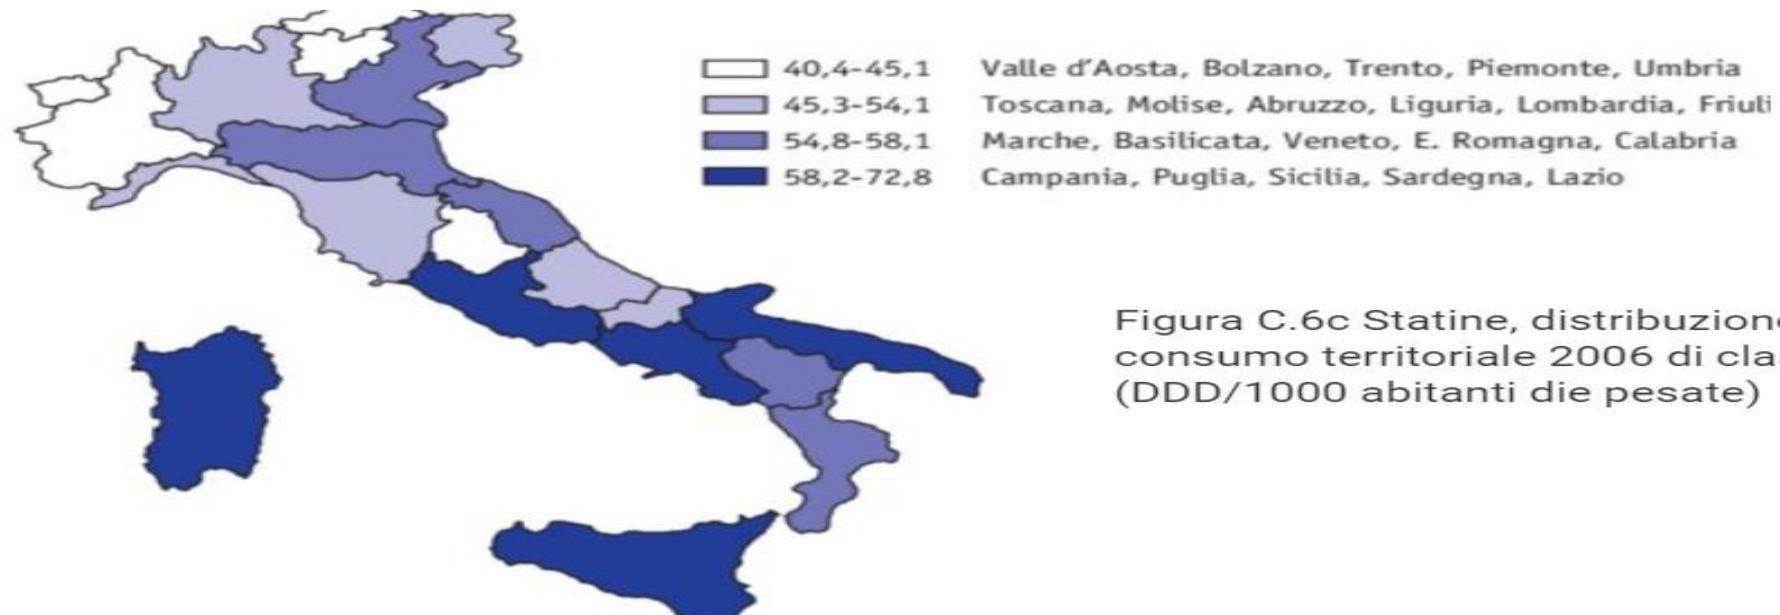 40,4-45,1 Valle d'Aosta, Bolzano, Trento, Piemonte, Umbria
45,3-54,1 Toscana, Molise, Abruzzo, Liguria, Lombardia, Friuli
54,8-58,1 Marche, Basilicata, Veneto, E. Romagna, Calabria
58,2-72,8 Campania, Puglia, Sicilia, Sardegna, Lazio
Figura C.6c Statine, distribuzion
consumo territoriale 2006 di cla
(DDD/1000 abitanti die pesate)